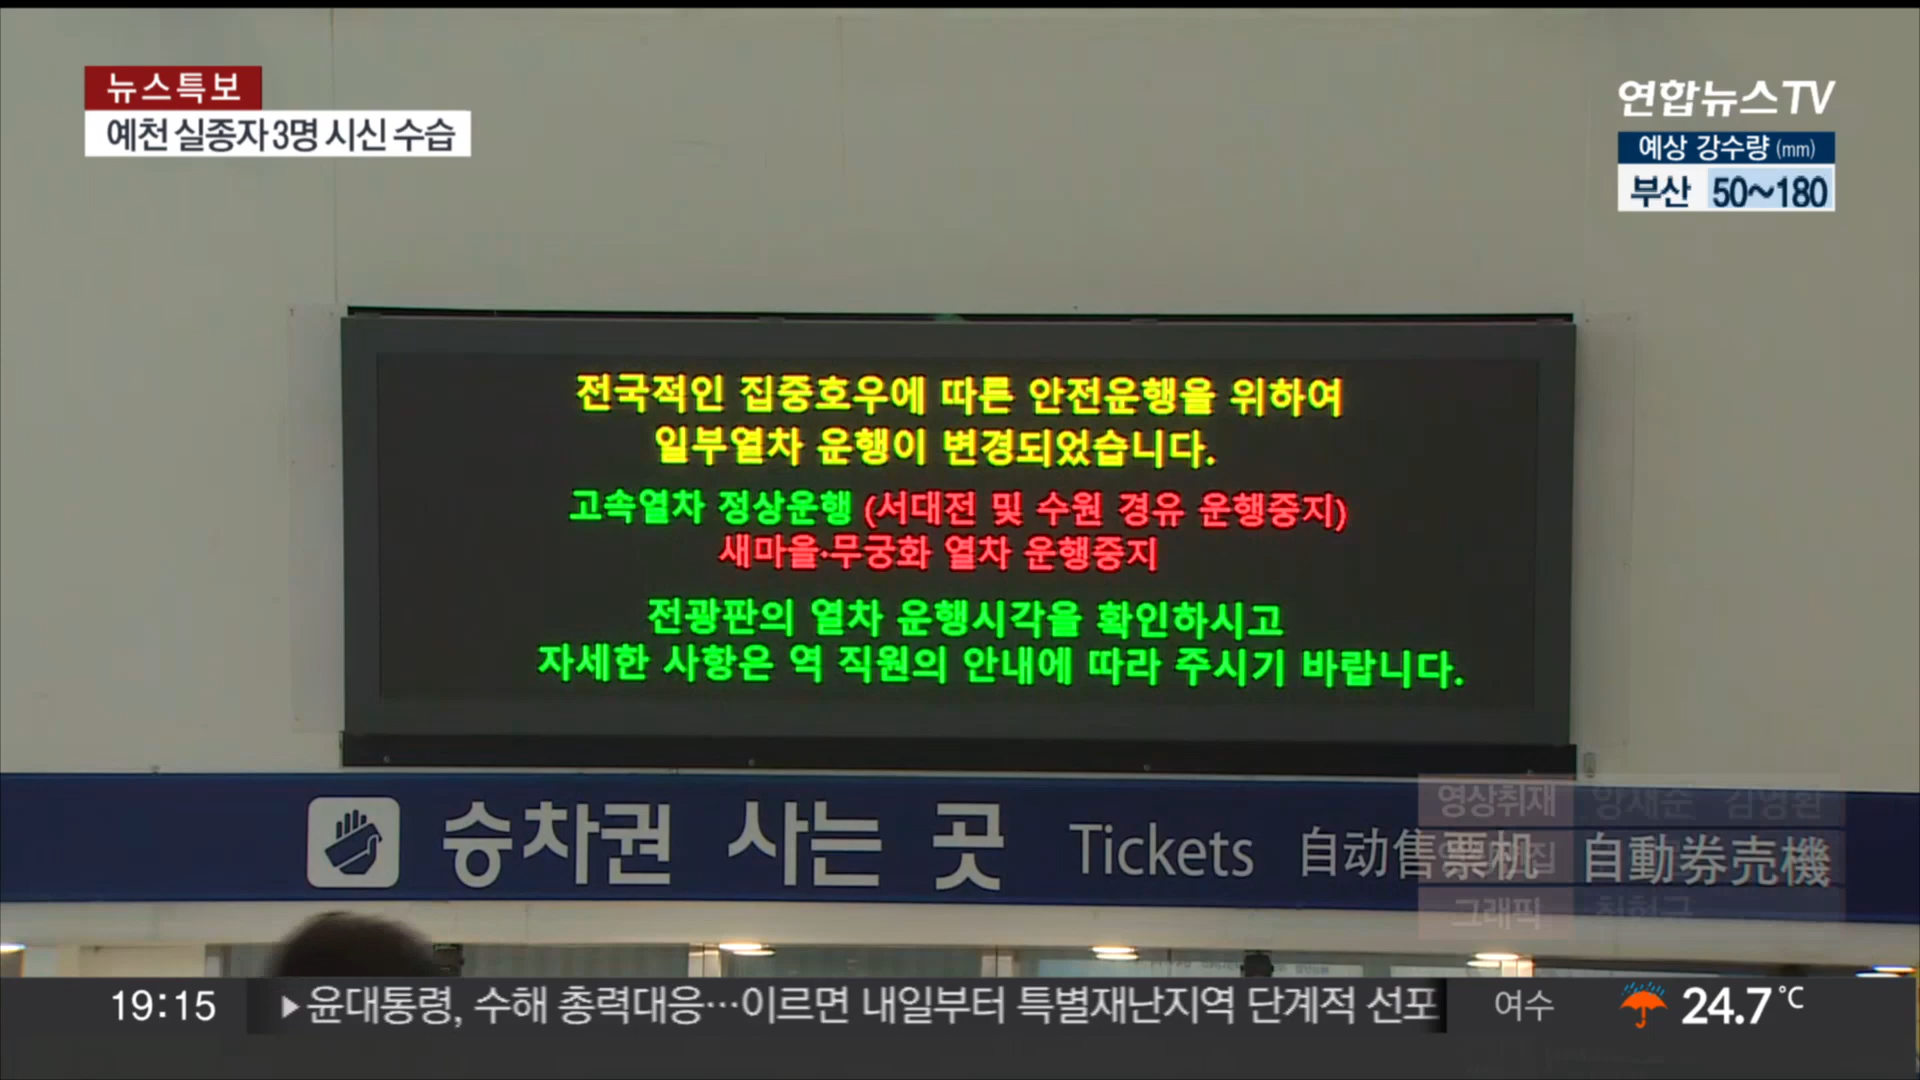 뉴스특보
예천 실종자 3명 시신 수습
연합뉴스TV
예상 강수량 (mm)
부산 50~180
전국적인 집중호우에 따른 안전운행을 위하여
일부열차 운행이 변경되었습니다.
고속열차 정상운행 (서대전 및 수원 경유 운행중지)
새마을·무궁화 열차 운행중지
전광판의 열차 운행시각을 확인하시고
자세한 사항은 역 직원의 안내에 따라 주시기 바랍니다.
영상취재
승차권 사는 곳 Tickets 自动售票机 自動券売機
그래픽
19:15 ▶윤대통령, 수해 총력대응…이르면 내일부터 특별재난지역 단계적 선포 여수 24.7℃